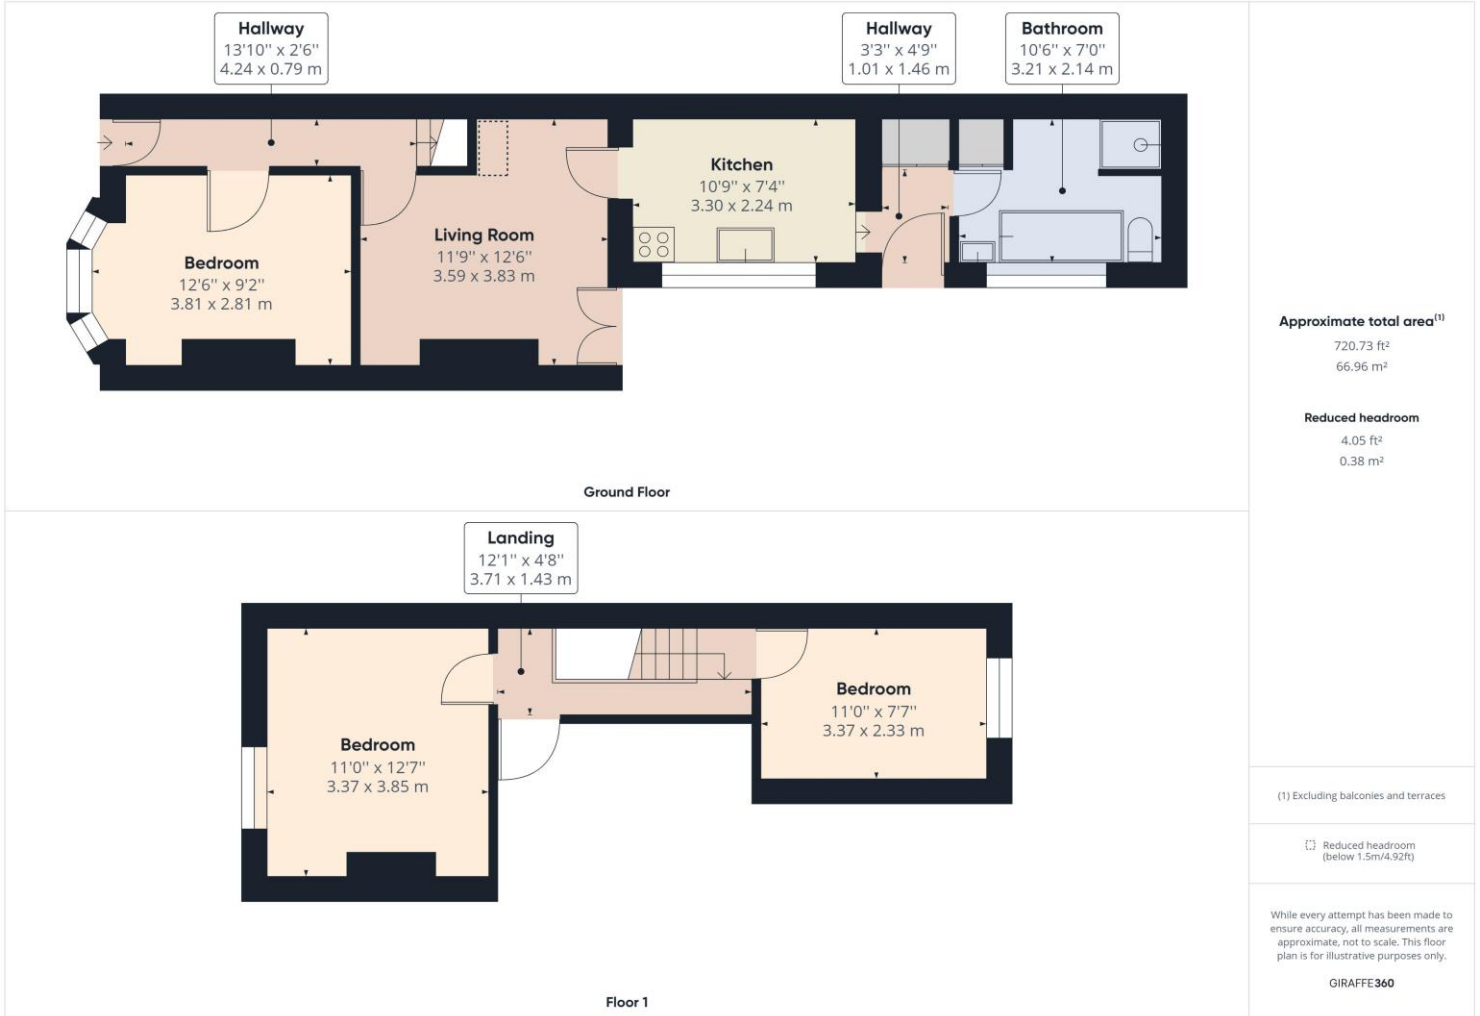 Hallway
13'10" x 2'6"
4.24 x 0.79 m
Hallway
3'3" x 4'9"
1.01 x 1.46 m
Bathroom
10'6" x 7'0"
3.21 x 2.14 m
Kitchen
10'9" x 7'4"
3.30 x 2.24 m
Living Room
11'9" x 12'6"
3.59 x 3.83 m
Bedroom
12'6" x 9'2"
3.81 x 2.81 m
Ground Floor
Landing
12'1" x 4'8"
3.71 x 1.43 m
Bedroom
11'0" x 12'7"
3.37 x 3.85 m
Bedroom
11'0" x 7'7"
3.37 x 2.33 m
Floor 1
Approximate total area(1)
720.73 ft²
66.96 m²
Reduced headroom
4.05 ft²
0.38 m²
(1) Excluding balconies and terraces
Reduced headroom
(below 1.5m/4.92ft)
While every attempt has been made to
ensure accuracy, all measurements are
approximate, not to scale. This floor
plan is for illustrative purposes only.
GIRAFFE360